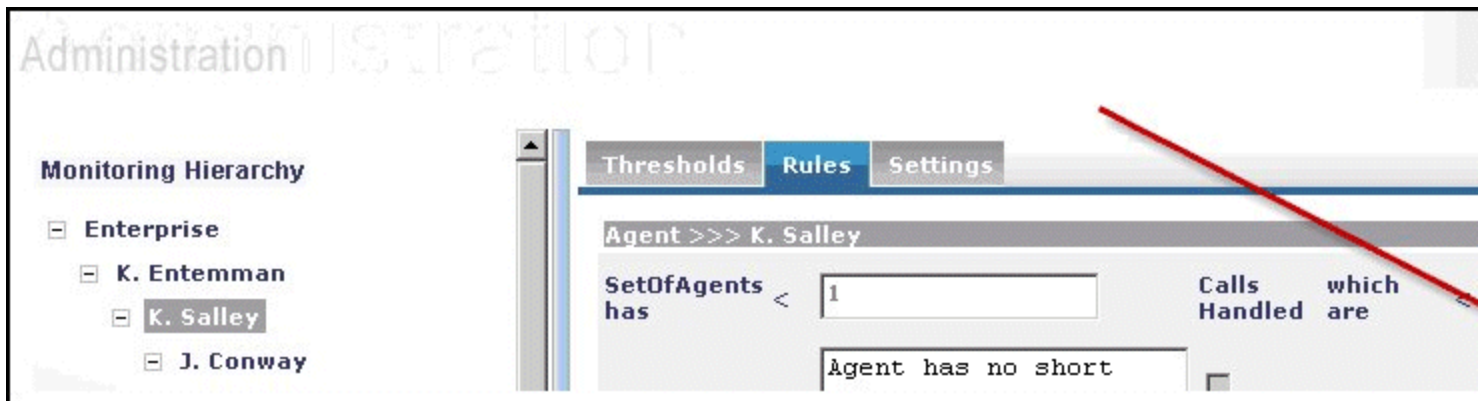 Administration
Monitoring Hierarchy
Enterprise
K. Entemman
K. Salley
J. Conway
Thresholds Rules Settings
Agent >>> K. Salley
SetOfAgents has < 1 Calls Handled which are <
Agent has no short